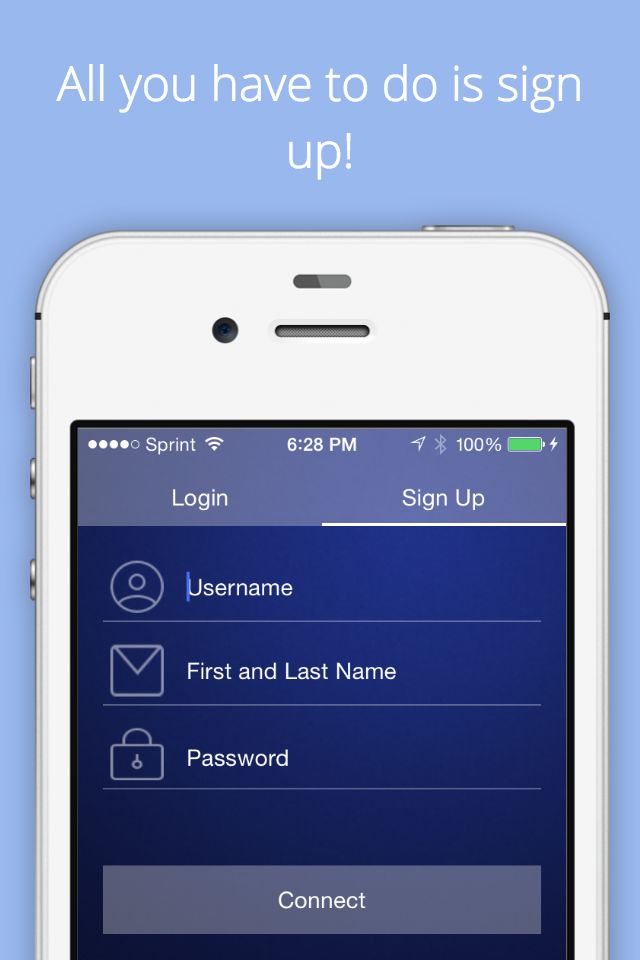 All you have to do is sign
up!
Sprint 6:28 PM 100%
Login Sign Up
Username
First and Last Name
Password
Connect